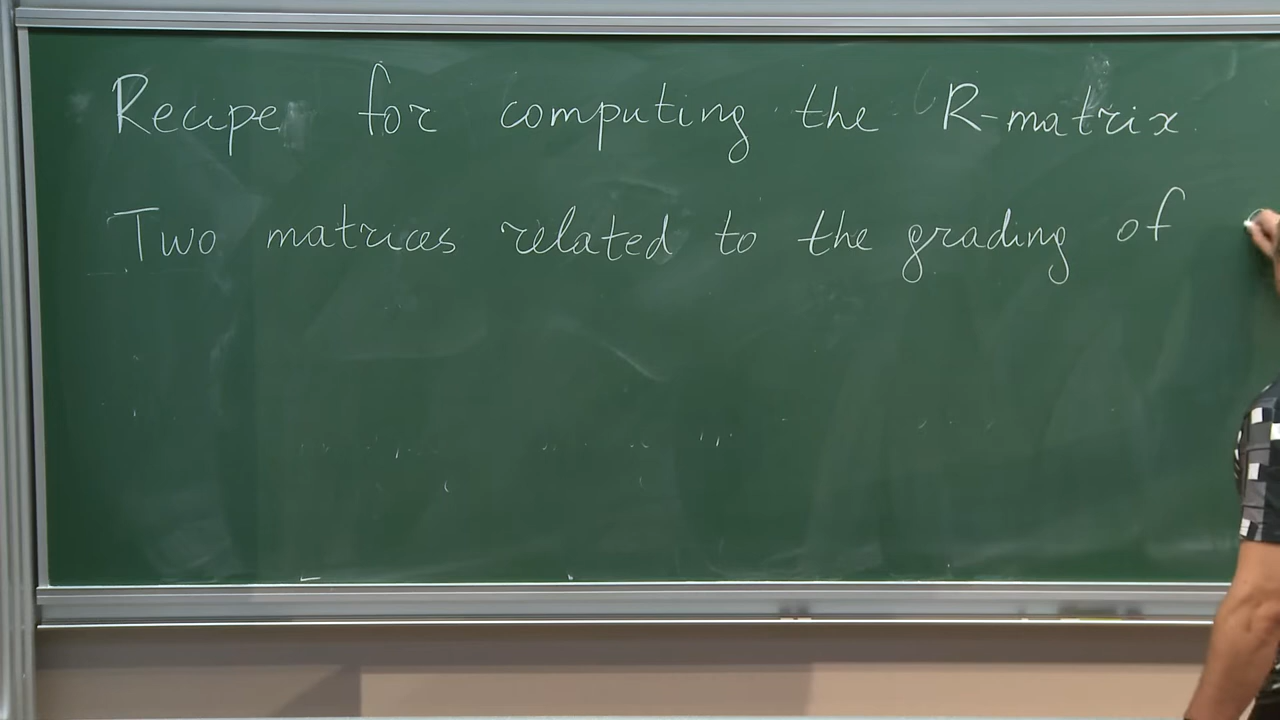 Recipe for computing the R-matrix.
Two matrices related to the grading of